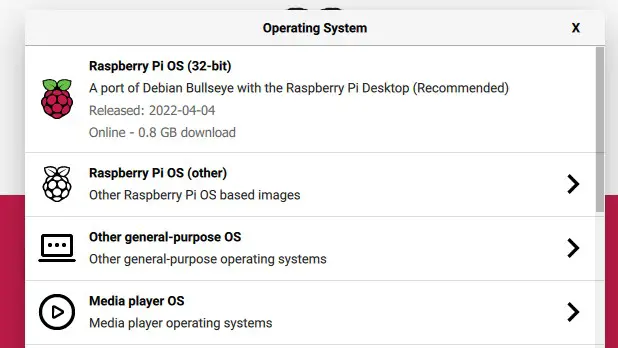 Operating System X
Raspberry Pi OS (32-bit)
A port of Debian Bullseye with the Raspberry Pi Desktop (Recommended)
Released: 2022-04-04
Online - 0.8 GB download
Raspberry Pi OS (other)
Other Raspberry Pi OS based images
Other general-purpose OS
Other general-purpose operating systems
Media player OS
Media player operating systems